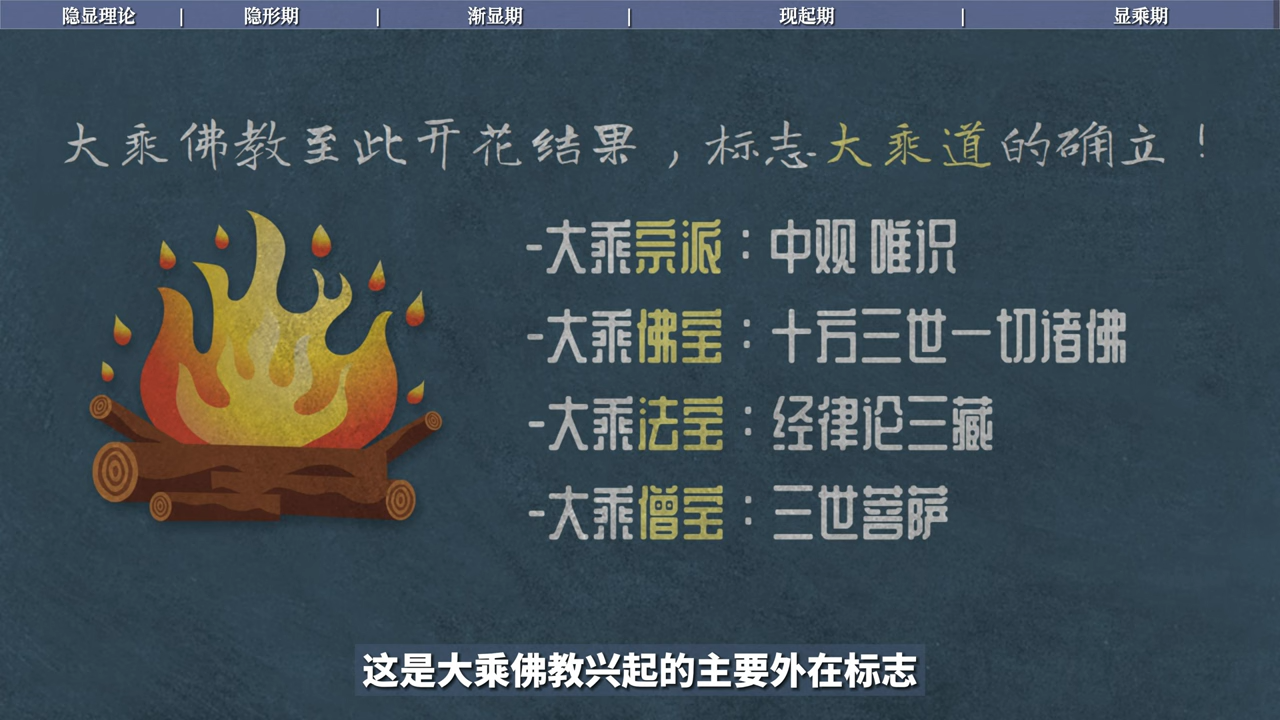 隐显理论 | 隐形期 | 渐显期 | 现起期 | 显乘期
大乘佛教至此开花结果，标志大乘道的确立！
-大乘宗派：中观 唯识
-大乘佛宝：十方三世一切诸佛
-大乘法宝：经律论三藏
-大乘僧宝：三世菩萨
这是大乘佛教兴起的主要外在标志